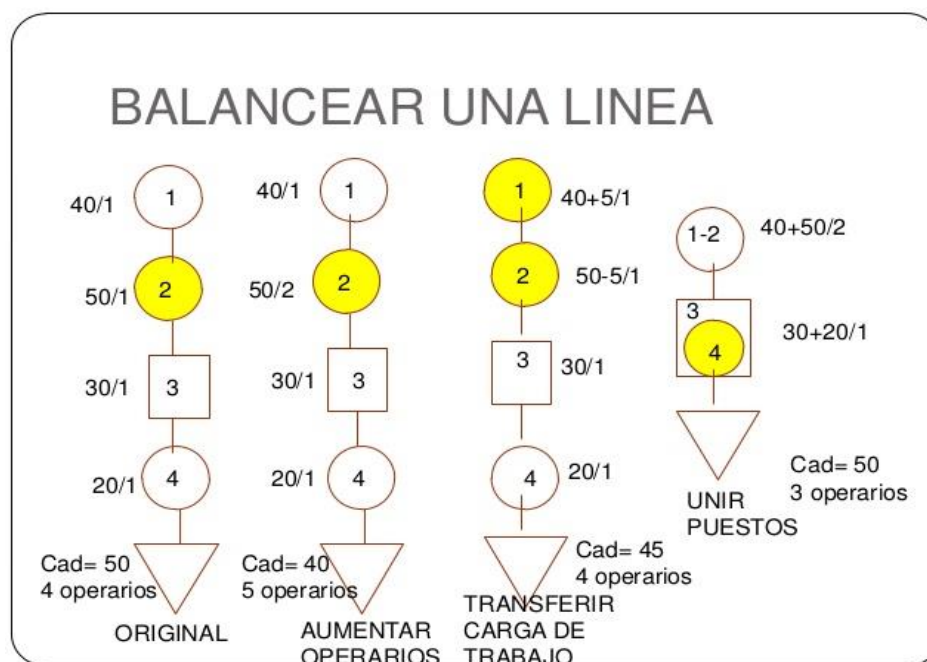 BALANCEAR UNA LINEA
40/1
1
50/1
2
30/1
3
20/1
4
Cad= 50
4 operarios
ORIGINAL
40/1
1
50/2
2
30/1
3
20/1
4
Cad= 40
5 operarios
AUMENTAR
OPERARIOS
1
40+5/1
2
50-5/1
3
30/1
4
20/1
Cad= 45
4 operarios
TRANSFERIR
CARGA DE
TRABAJO
1-2
40+50/2
3
4
30+20/1
Cad= 50
3 operarios
UNIR
PUESTOS